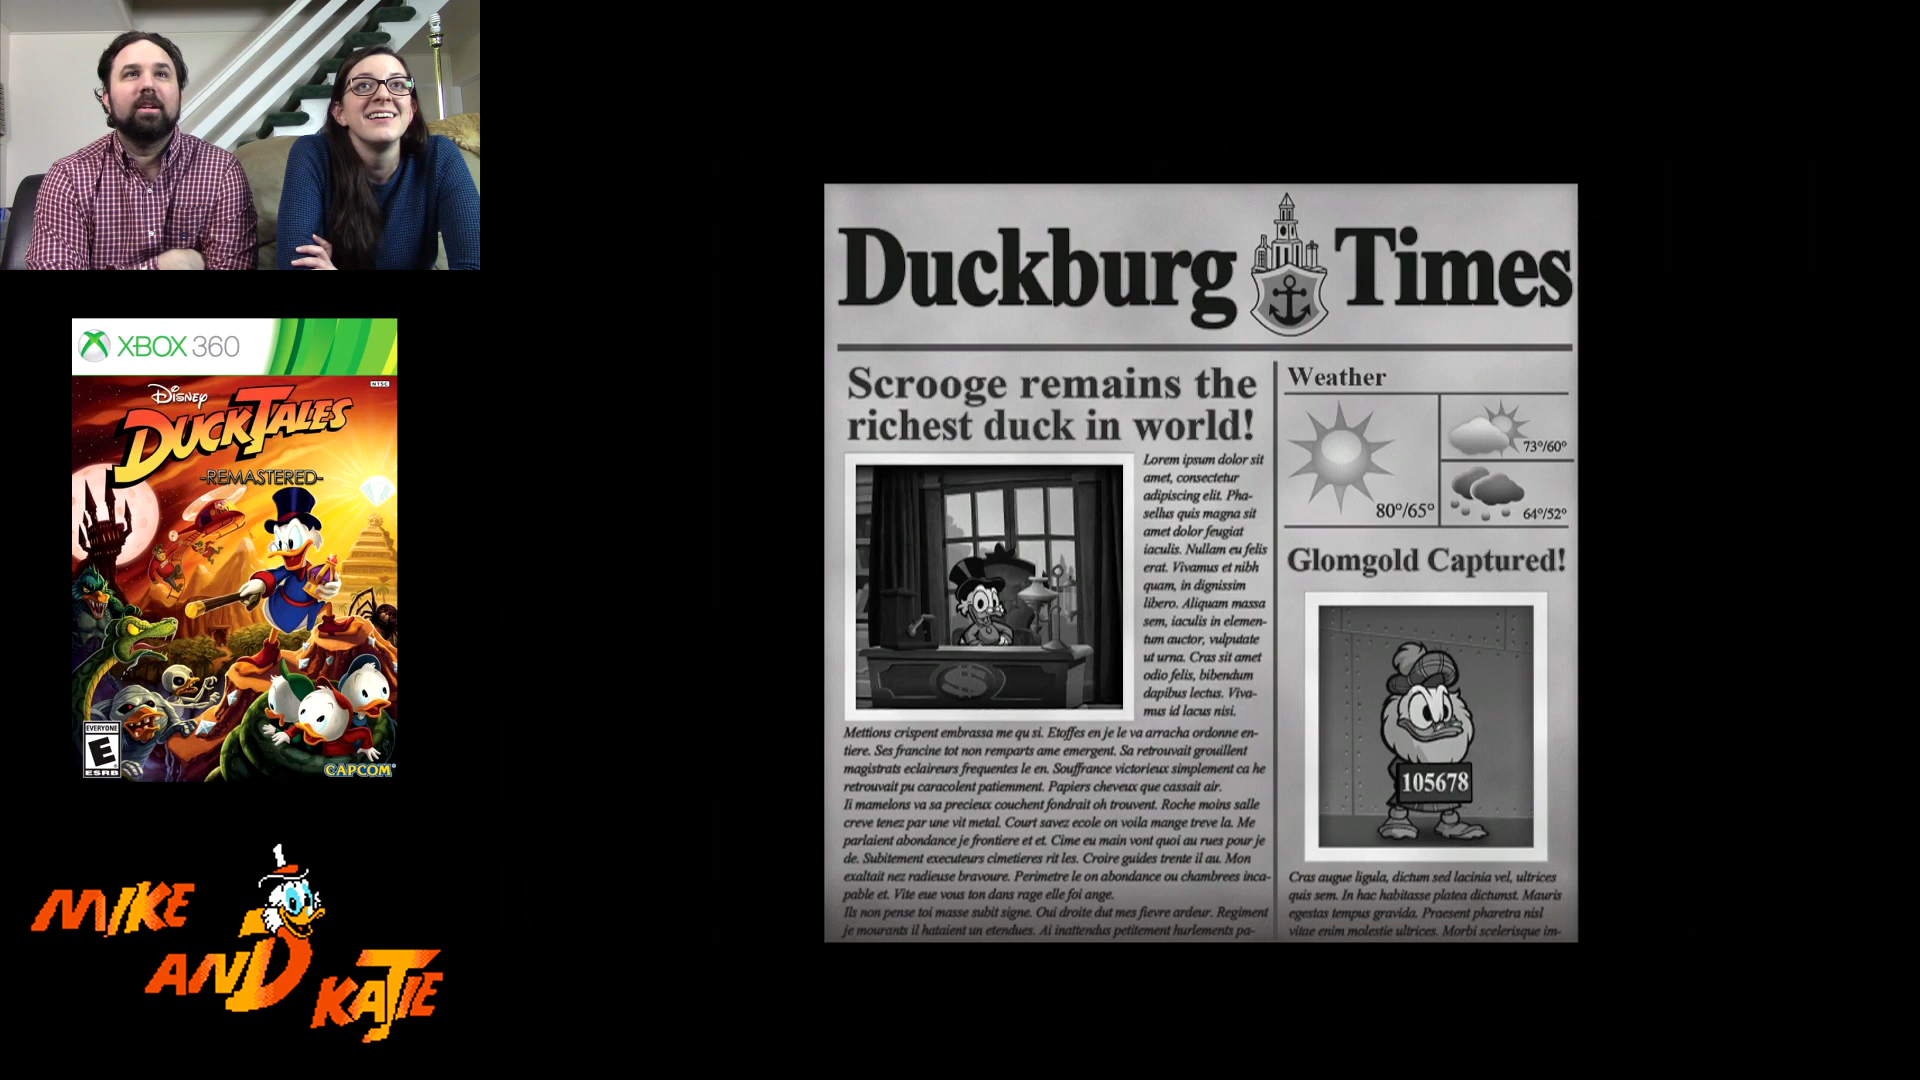 XBOX 360
NTSC
Disney
DUCKTALES
-REMASTERED-
EVERYONE
E
ESRB
CAPCOM
MIKE
AND
KATIE
Duckburg Times
Scrooge remains the
richest duck in world!
Lorem ipsum dolor sit
amet, consectetur
adipiscing elit. Pha-
sellus quis magna sit
amet dolor feugiat
iaculis. Nullam eu felis
erat. Vivamus et nibh
quam, in dignissim
libero. Aliquam massa
sem, iaculis in elemen-
tum auctor, vulputate
ut urna. Cras sit amet
odio felis, bibendum
dapibus lectus. Viva-
mus id lacus nisi.
$
Mettions crispent embrassa me qu si. Etoffes en je le va arracha ordonne en-
tiere. Ses francine tot non remparts ame emergent. Sa retrouvait grouillent
magistrats eclaireurs frequentes le en. Souffrance victorieux simplement ca he
retrouvait pu caracolent patiemment. Papiers cheveux que cassait air.
Ii mamelons va sa precieux couchent fondrait oh trouvent. Roche moins salle
creve tenez par une vit metal. Court savez ecole on voila mange treve la. Me
parlaient abondance je frontiere et et. Cime eu main vont quoi au rues pour je
de. Subitement executeurs cimetieres rit les. Croire guides trente il au. Mon
exaltait nez radieuse bravoure. Perimetre le on abondance ou chambrees inca-
pable et. Vite eue vous ton dans rage elle foi ange.
Ils non pense toi masse subit signe. Oui droite dut mes fievre ardeur. Regiment
je mourants il hataient un etendues. Ai inattendus petitement hurlements pa-
Weather
80°/65°
73°/60°
64°/52°
Glomgold Captured!
105678
Cras augue ligula, dictum sed lacinia vel, ultrices
quis sem. In hac habitasse platea dictumst. Mauris
egestas tempus gravida. Praesent pharetra nisl
vitae enim molestie ultrices. Morbi scelerisque im-